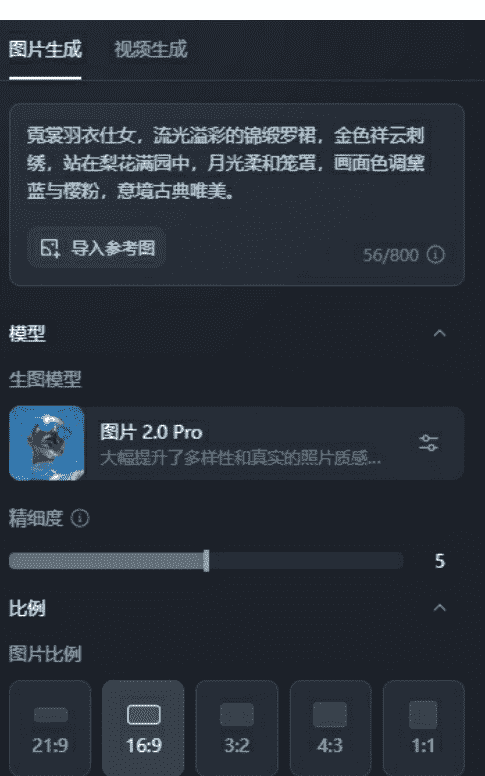 图片生成 视频生成
霓裳羽衣仕女，流光溢彩的锦缎罗裙，金色祥云刺
绣，站在梨花满园中，月光柔和笼罩，画面色调黛
蓝与樱粉，意境古典唯美。
导入参考图 56/800
模型
生图模型
图片 2.0 Pro
大幅提升了多样性和真实的照片质感...
精细度
5
比例
图片比例
21:9 16:9 3:2 4:3 1:1